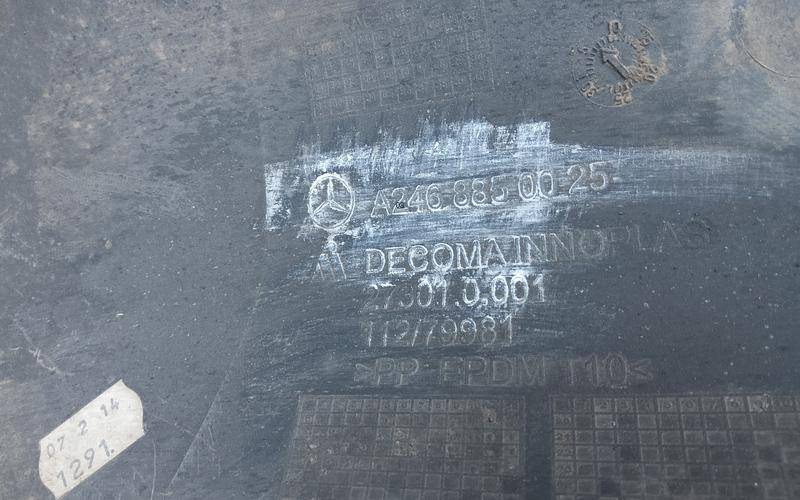 A246 885 00 25
DECOMA INNOPLAST
27301.0.001
112/79981
>PP EPDM T10<
07 2 14
1291.